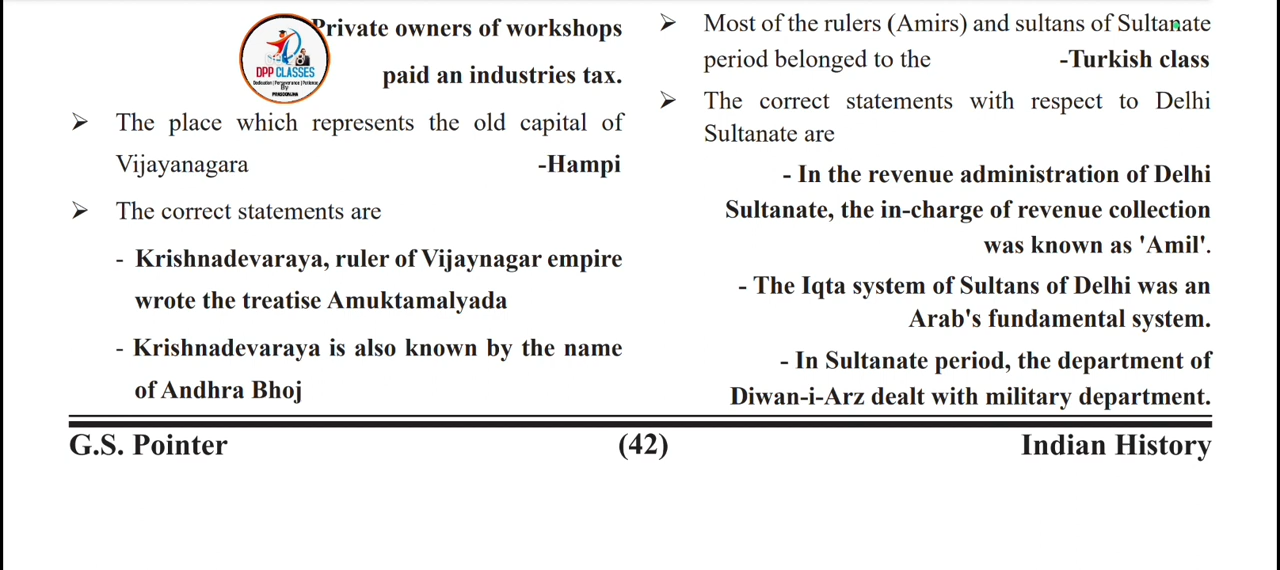 Private owners of workshops
paid an industries tax.
DPP CLASSES
Dedication | Perseverance | Patience
By
➢ The place which represents the old capital of
Vijayanagara -Hampi
➢ The correct statements are
- Krishnadevaraya, ruler of Vijaynagar empire
wrote the treatise Amuktamalyada
- Krishnadevaraya is also known by the name
of Andhra Bhoj
➢ Most of the rulers (Amirs) and sultans of Sultanate
period belonged to the -Turkish class
➢ The correct statements with respect to Delhi
Sultanate are
- In the revenue administration of Delhi
Sultanate, the in-charge of revenue collection
was known as 'Amil'.
- The Iqta system of Sultans of Delhi was an
Arab's fundamental system.
- In Sultanate period, the department of
Diwan-i-Arz dealt with military department.
G.S. Pointer (42) Indian History